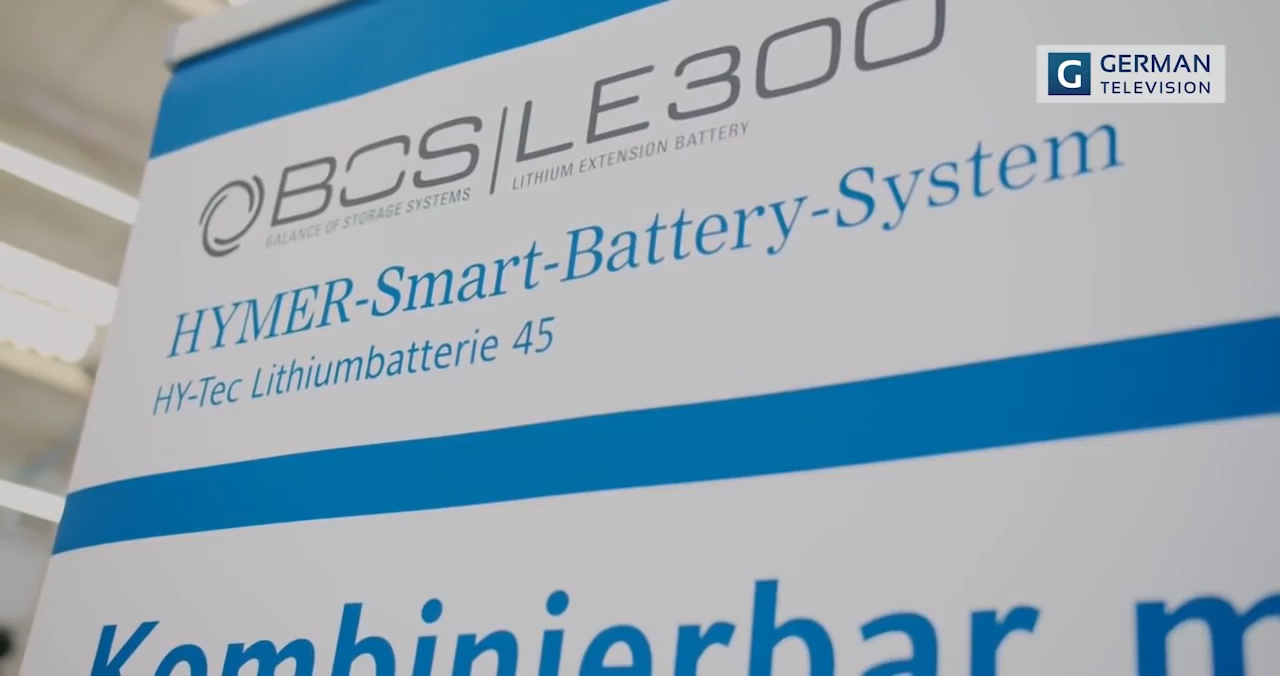 BOS|LE300
BALANCE OF STORAGE SYSTEMS
LITHIUM EXTENSION BATTERY
HYMER-Smart-Battery-System
HY-Tec Lithiumbatterie 45
Kombinierbar m
G GERMAN
TELEVISION